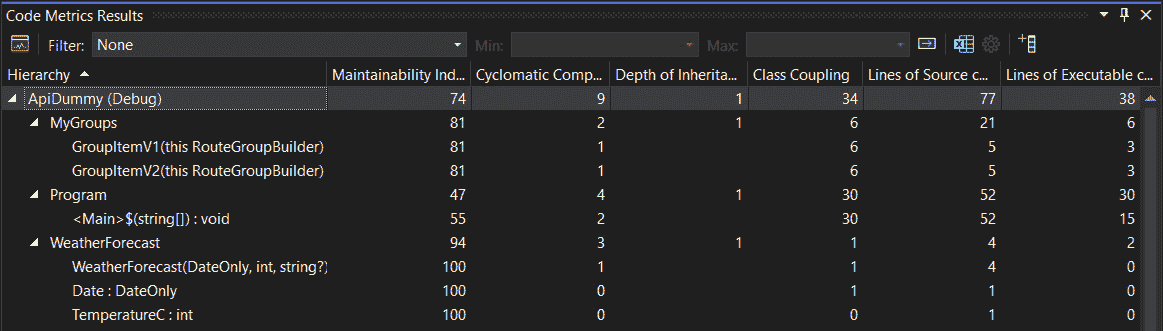 Code Metrics Results
Filter: None Min: Max:
Hierarchy Maintainability Ind... Cyclomatic Comp... Depth of Inherita... Class Coupling Lines of Source c... Lines of Executable c...
ApiDummy (Debug) 74 9 1 34 77 38
MyGroups 81 2 1 6 21 6
GroupItemV1(this RouteGroupBuilder) 81 1 6 5 3
GroupItemV2(this RouteGroupBuilder) 81 1 6 5 3
Program 47 4 1 30 52 30
<Main>$(string[]) : void 55 2 30 52 15
WeatherForecast 94 3 1 1 4 2
WeatherForecast(DateOnly, int, string?) 100 1 1 4 0
Date : DateOnly 100 0 1 1 0
TemperatureC : int 100 0 0 1 0